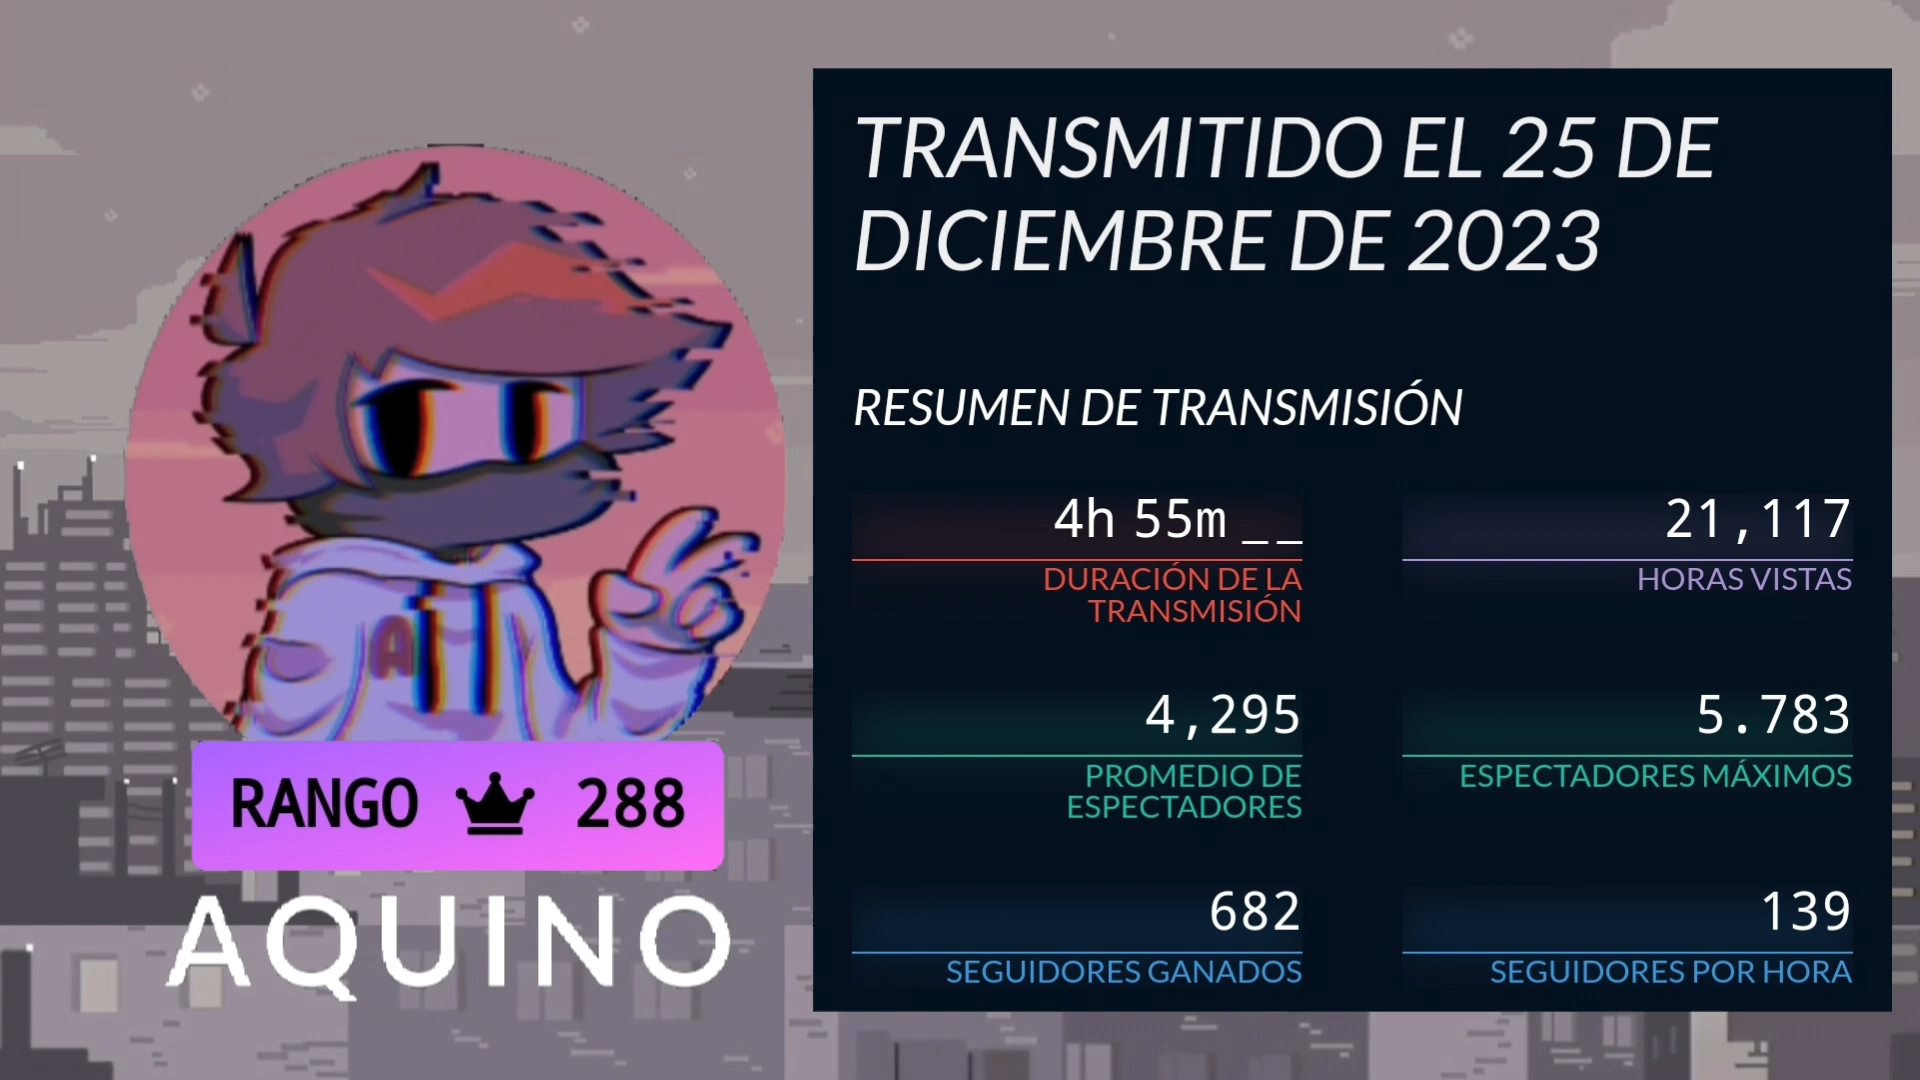 TRANSMITIDO EL 25 DE
DICIEMBRE DE 2023
RESUMEN DE TRANSMISIÓN
4h 55m _ _
DURACIÓN DE LA
TRANSMISIÓN
21,117
HORAS VISTAS
4,295
PROMEDIO DE
ESPECTADORES
5.783
ESPECTADORES MÁXIMOS
682
SEGUIDORES GANADOS
139
SEGUIDORES POR HORA
A
RANGO 288
AQUINO